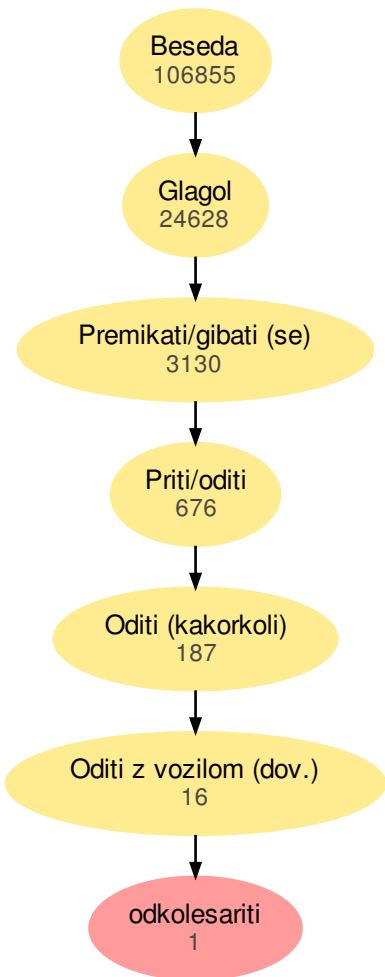 Beseda
106855
Glagol
24628
Premikati/gibati (se)
3130
Priti/oditi
676
Oditi (kakorkoli)
187
Oditi z vozilom (dov.)
16
odkolesariti
1